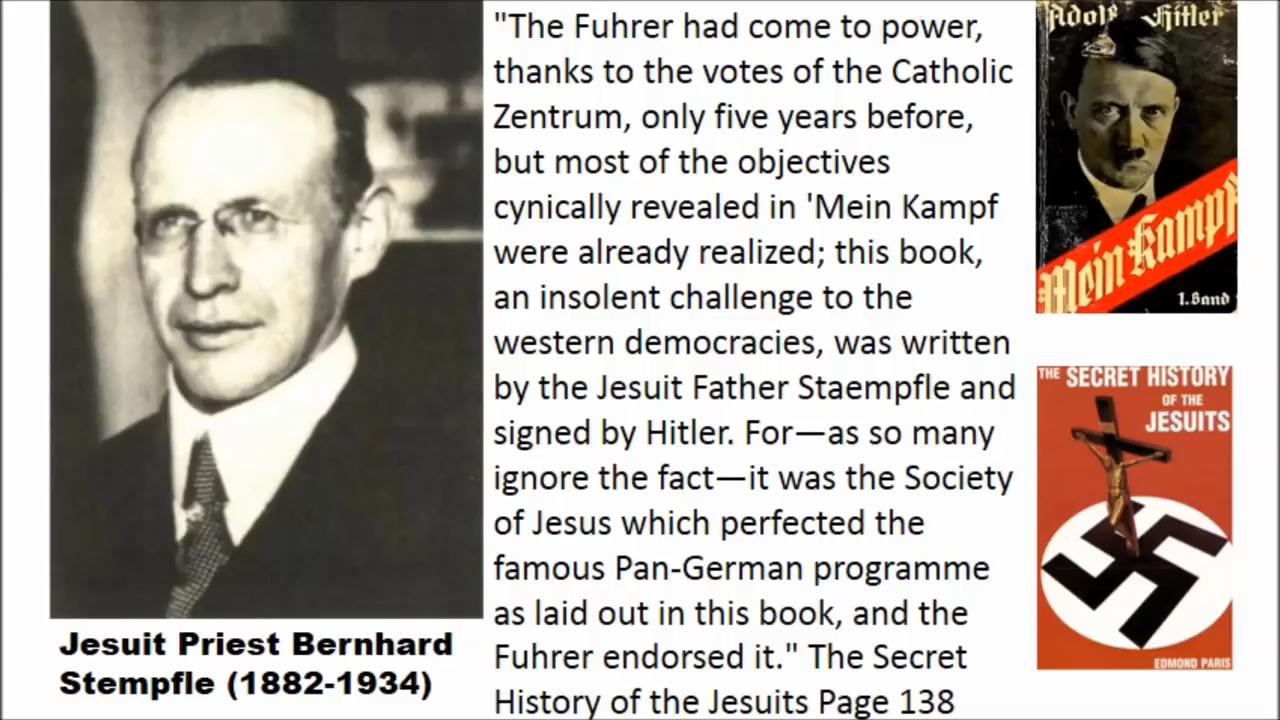 "The Fuhrer had come to power,
thanks to the votes of the Catholic
Zentrum, only five years before,
but most of the objectives
cynically revealed in 'Mein Kampf
were already realized; this book,
an insolent challenge to the
western democracies, was written
by the Jesuit Father Staempfle and
signed by Hitler. For—as so many
ignore the fact—it was the Society
of Jesus which perfected the
famous Pan-German programme
as laid out in this book, and the
Fuhrer endorsed it." The Secret
History of the Jesuits Page 138
Jesuit Priest Bernhard
Stempfle (1882-1934)
Adolf Hitler
Mein Kampf
1. Band
THE SECRET HISTORY
OF THE
JESUITS
EDMOND PARIS